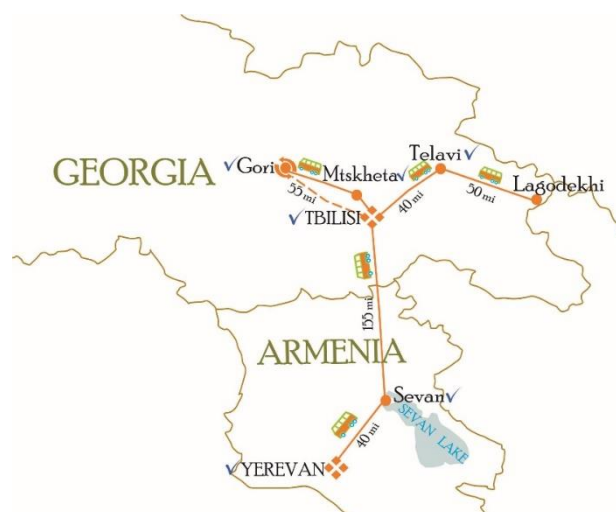 Telavi
GEORGIA
Gori
Mtskheta
Lagodekhi
55 mi
40 mi
50 mi
TBILISI
155 mi
ARMENIA
Sevan
SEVAN LAKE
40 mi
YEREVAN